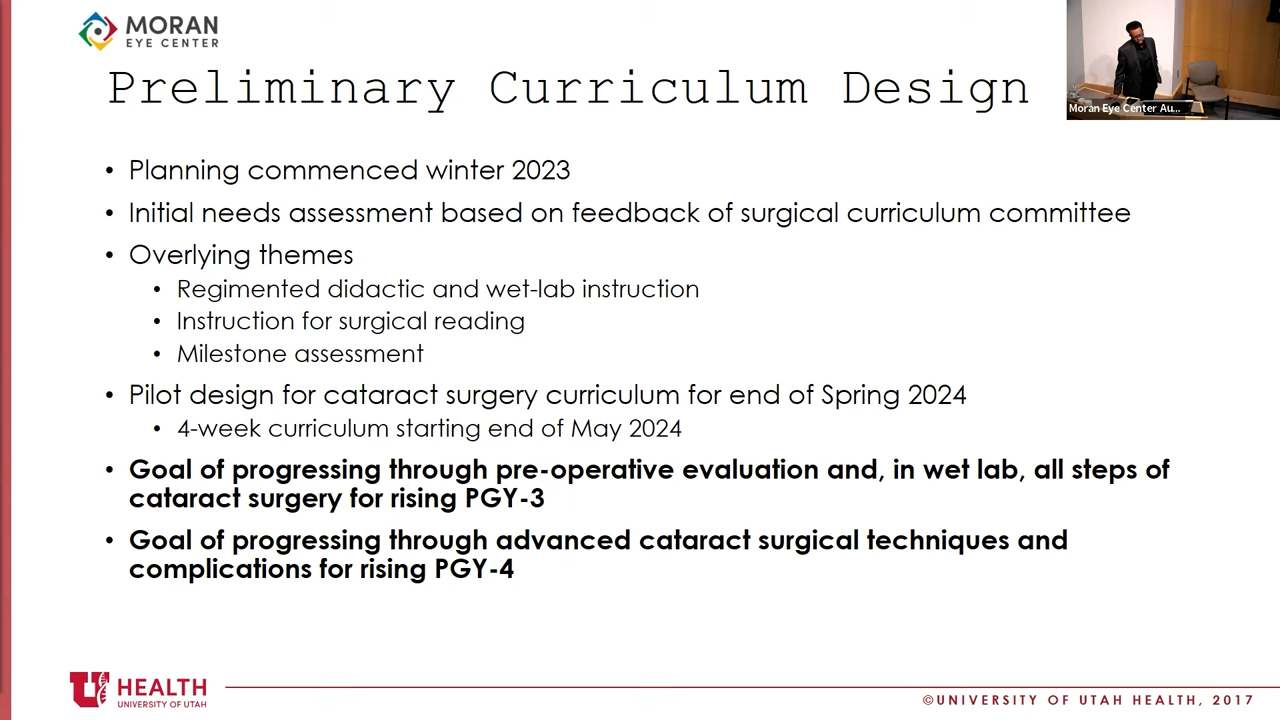 MORAN
EYE CENTER
Preliminary Curriculum Design
Moran Eye Center Au...
• Planning commenced winter 2023
• Initial needs assessment based on feedback of surgical curriculum committee
• Overlying themes
• Regimented didactic and wet-lab instruction
• Instruction for surgical reading
• Milestone assessment
• Pilot design for cataract surgery curriculum for end of Spring 2024
• 4-week curriculum starting end of May 2024
• Goal of progressing through pre-operative evaluation and, in wet lab, all steps of
cataract surgery for rising PGY-3
• Goal of progressing through advanced cataract surgical techniques and
complications for rising PGY-4
U HEALTH
UNIVERSITY OF UTAH
©UNIVERSITY OF UTAH HEALTH, 2017